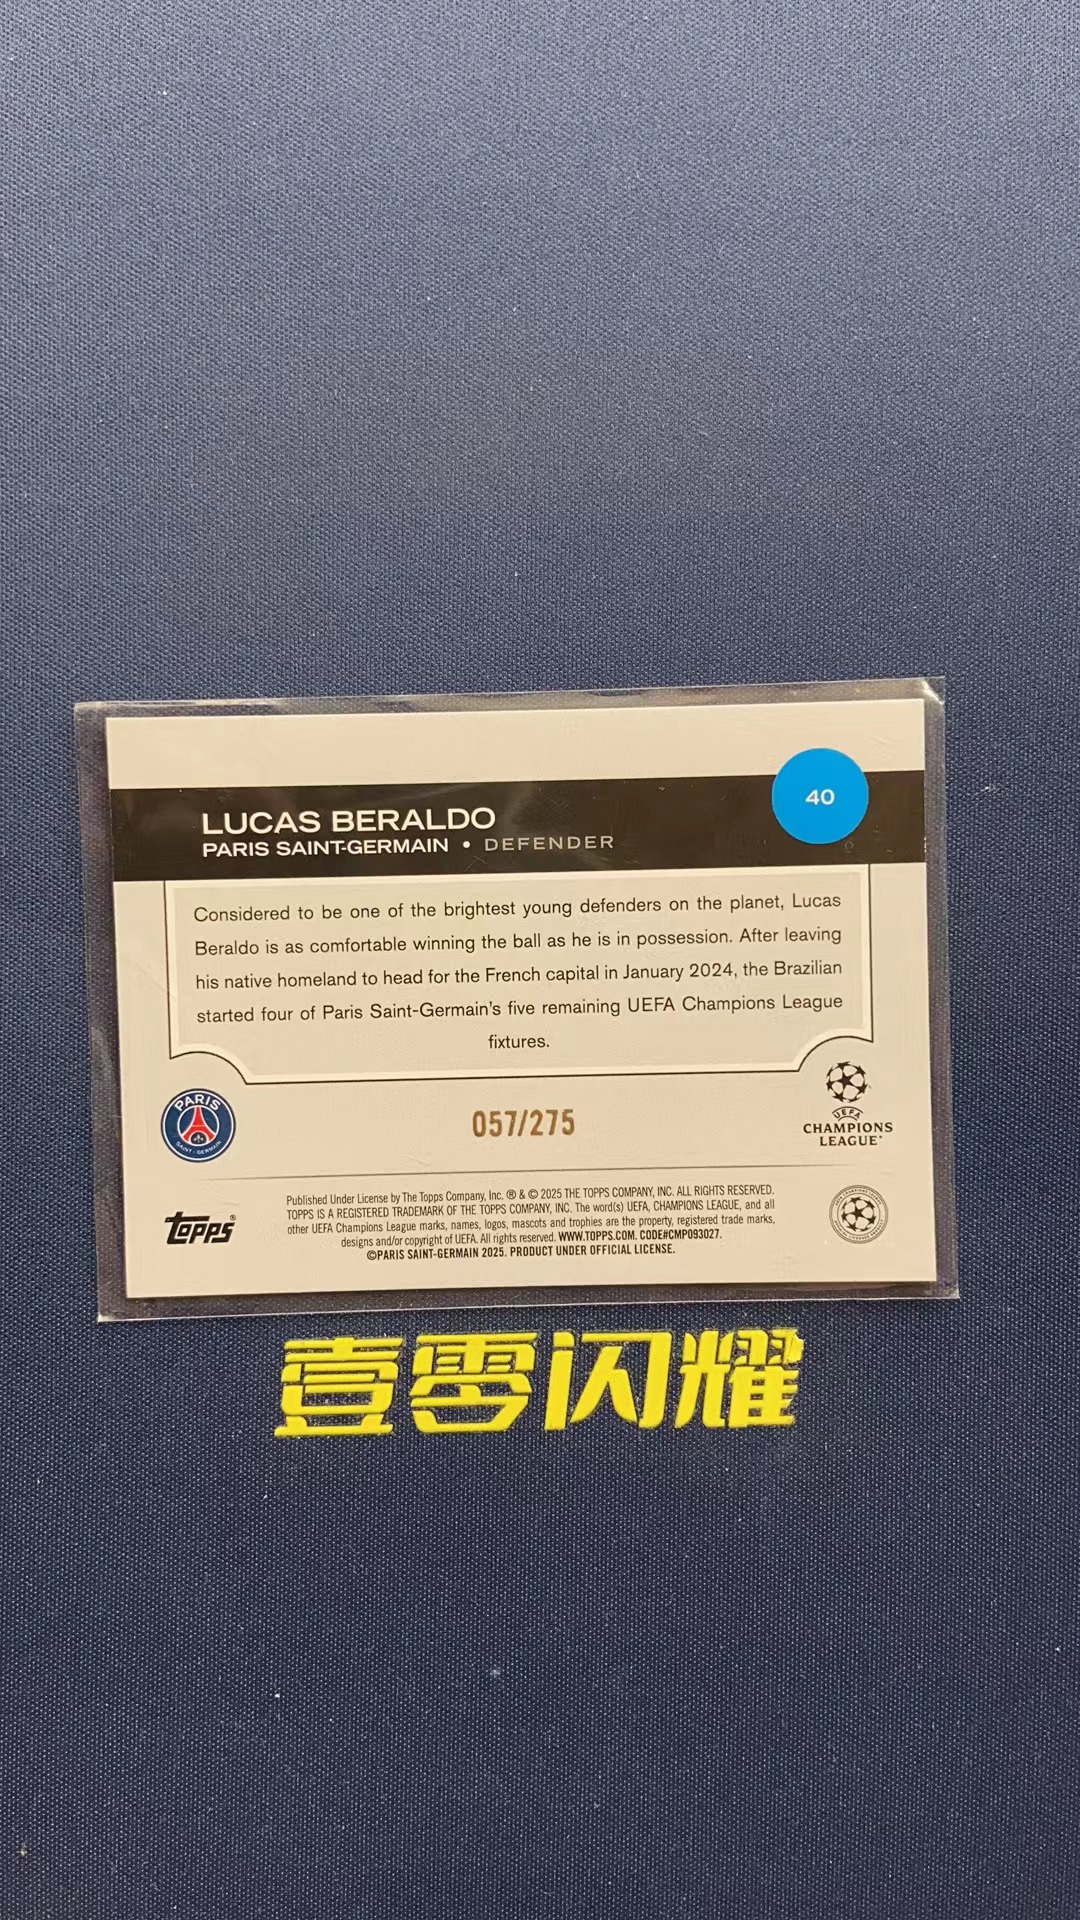 40
LUCAS BERALDO
PARIS SAINT-GERMAIN • DEFENDER
Considered to be one of the brightest young defenders on the planet, Lucas
Beraldo is as comfortable winning the ball as he is in possession. After leaving
his native homeland to head for the French capital in January 2024, the Brazilian
started four of Paris Saint-Germain's five remaining UEFA Champions League
fixtures.
PARIS
SAINT-GERMAIN
057/275
UEFA
CHAMPIONS
LEAGUE®
topps®
Published Under License by The Topps Company, Inc. ® & © 2025 THE TOPPS COMPANY, INC. ALL RIGHTS RESERVED.
TOPPS IS A REGISTERED TRADEMARK OF THE TOPPS COMPANY, INC. The word(s) UEFA, CHAMPIONS LEAGUE, and all
other UEFA Champions League marks, names, logos, mascots and trophies are the property, registered trade marks,
designs and/or copyright of UEFA. All rights reserved. WWW.TOPPS.COM. CODE#CMP093027.
©PARIS SAINT-GERMAIN 2025. PRODUCT UNDER OFFICIAL LICENSE.
壹零闪耀